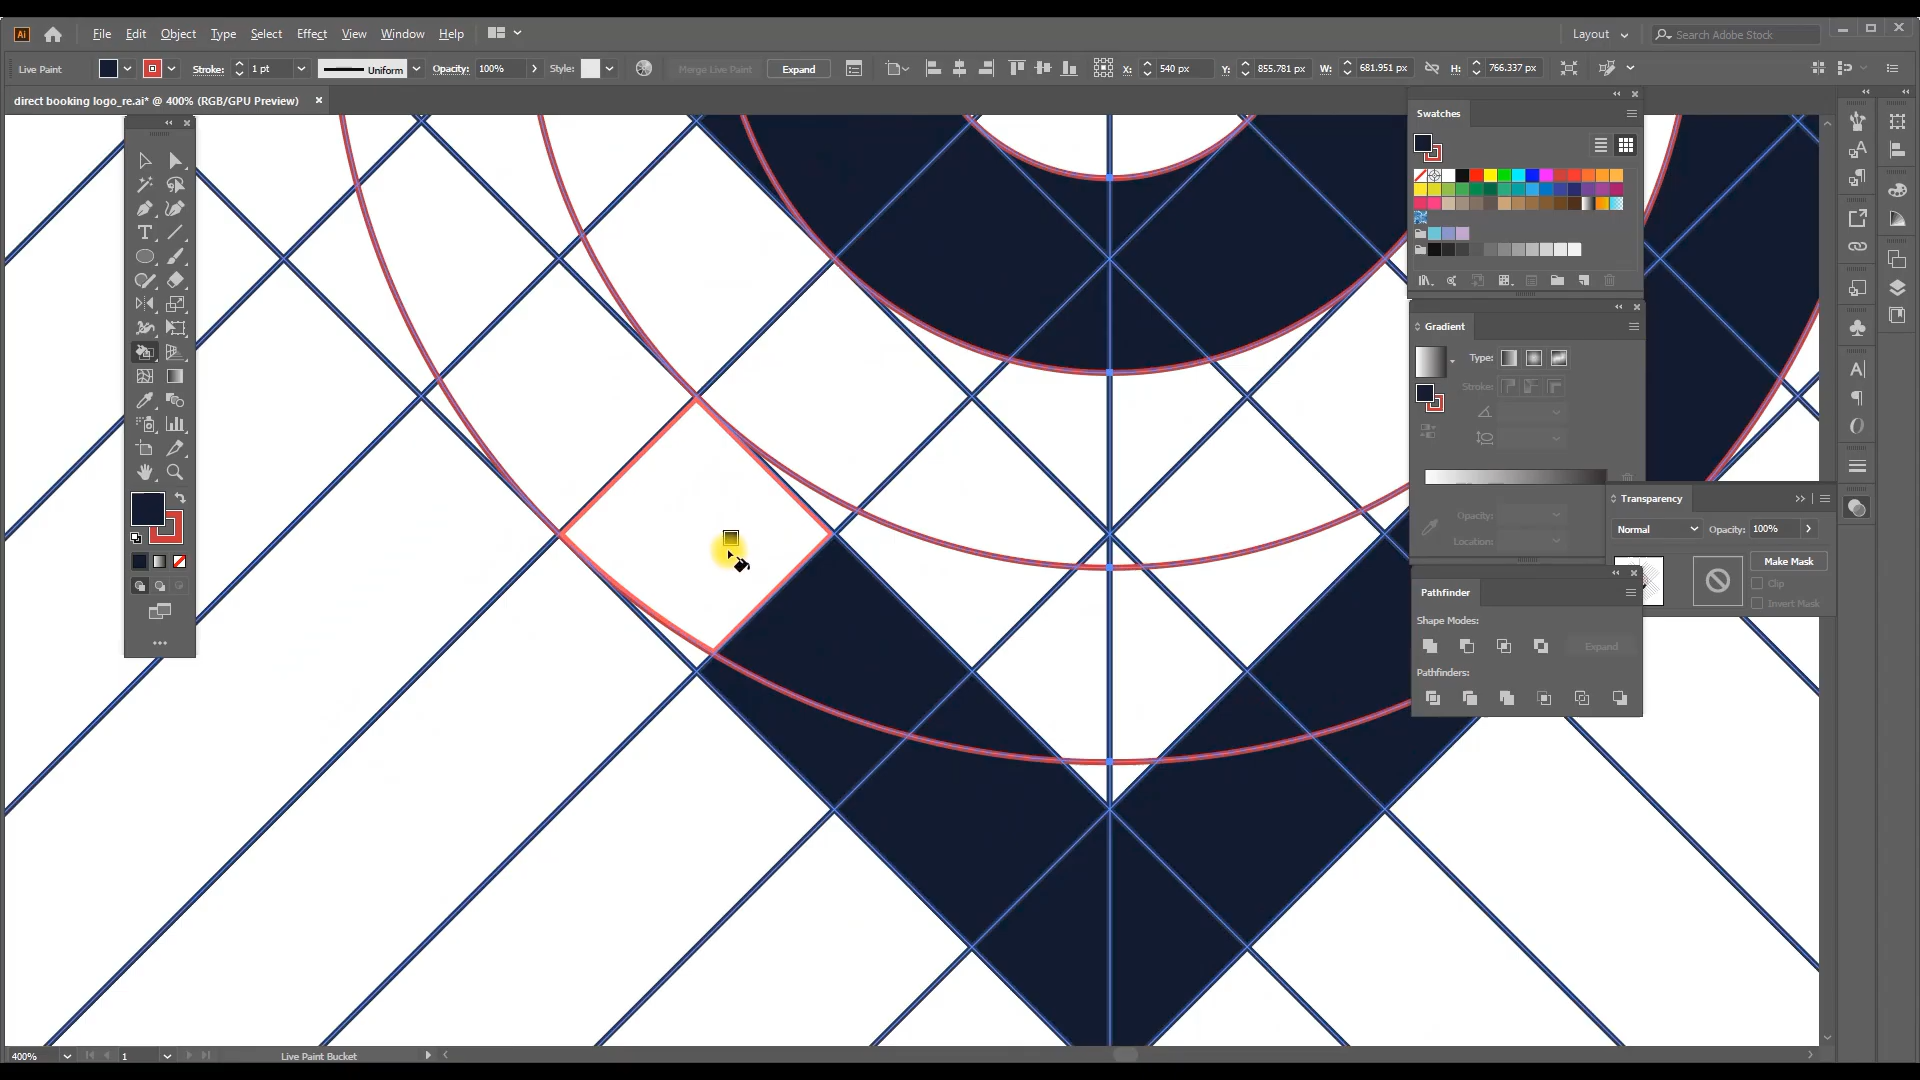 Ai File Edit Object Type Select Effect View Window Help Layout Search Adobe Stock
Live Paint Stroke: 1 pt Uniform Opacity: 100% Style: Merge Live Paint Expand X: 540 px Y: 855.781 px W: 681.951 px H: 766.337 px
direct booking logo_re.ai* @ 400% (RGB/GPU Preview)
Swatches
Gradient
Type:
Stroke:
Opacity:
Location:
Transparency
Normal Opacity: 100%
Make Mask
Clip
Invert Mask
Pathfinder
Shape Modes:
Expand
Pathfinders:
400% 1 Live Paint Bucket